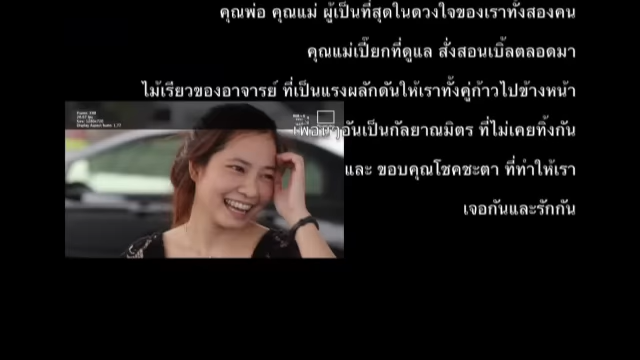 คุณพ่อ คุณแม่ ผู้เป็นที่สุดในดวงใจของเราทั้งสองคน
คุณแม่เปี๊ยกที่ดูแล สั่งสอนเบิ้ลตลอดมา
ไม้เรียวของอาจารย์ ที่เป็นแรงผลักดันให้เราทั้งคู่ก้าวไปข้างหน้า
เพื่อนๆอันเป็นกัลยาณมิตร ที่ไม่เคยทิ้งกัน
และ ขอบคุณโชคชะตา ที่ทำให้เรา
เจอกันและรักกัน